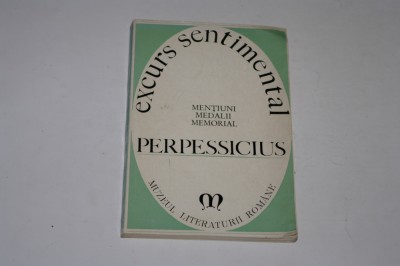 excurs sentimental
MENȚIUNI
MEDALII
MEMORIAL
PERPESSICIUS
m
MUZEUL LITERATURII ROMÂNE